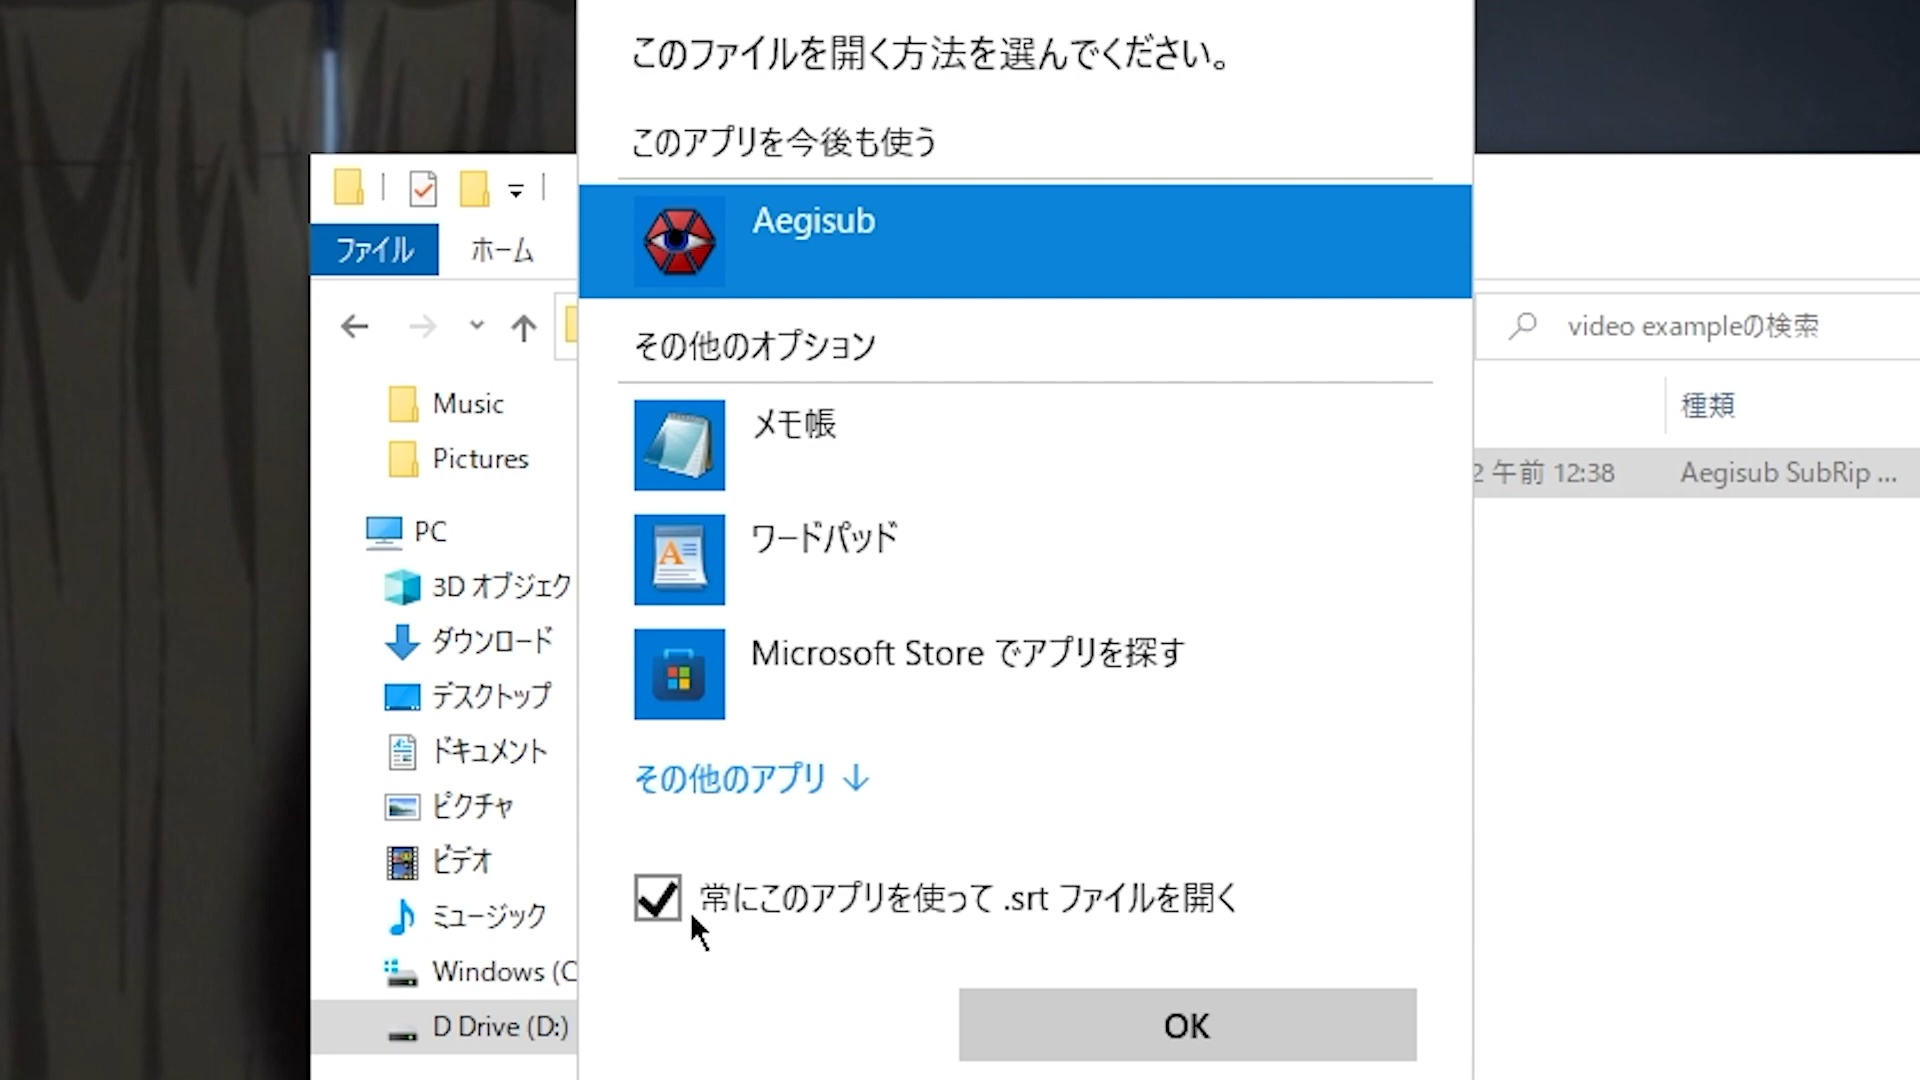 このファイルを開く方法を選んでください。
このアプリを今後も使う
Aegisub
その他のオプション
メモ帳
ワードパッド
Microsoft Store でアプリを探す
その他のアプリ ↓
常にこのアプリを使って .srt ファイルを開く
OK
ファイル ホーム
Music
Pictures
PC
3D オブジェク
ダウンロード
デスクトップ
ドキュメント
ピクチャ
ビデオ
ミュージック
Windows (C
D Drive (D:)
video exampleの検索
種類
2 午前 12:38 Aegisub SubRip ...